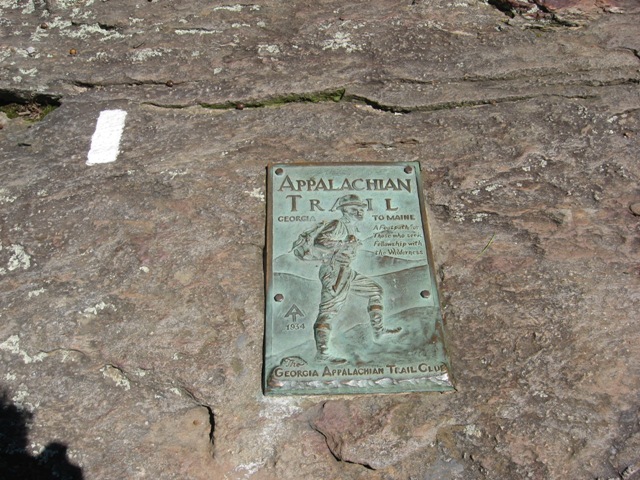 APPALACHIAN
TRAIL
GEORGIA TO MAINE
A Footpath for
Those who seek
Fellowship with
the Wilderness
1934
The
GEORGIA APPALACHIAN TRAIL CLUB